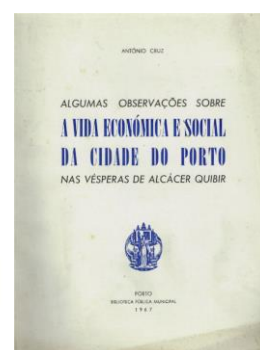 ANTÓNIO CRUZ
ALGUMAS OBSERVAÇÕES SOBRE
A VIDA ECONÓMICA E SOCIAL
DA CIDADE DO PORTO
NAS VÉSPERAS DE ALCÁCER QUIBIR
PORTO
BIBLIOTECA PÚBLICA MUNICIPAL
1967